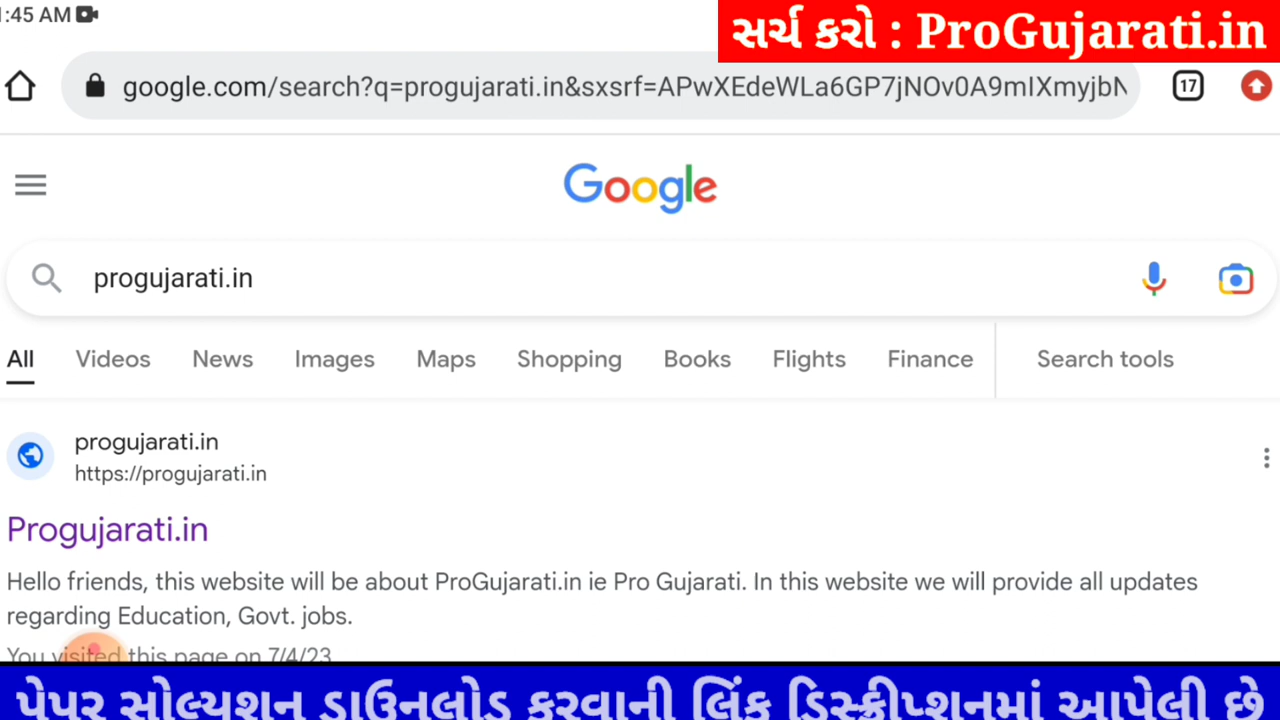 :45 AM
સર્ચ કરો : ProGujarati.in
google.com/search?q=progujarati.in&sxsrf=APwXEdeWLa6GP7jNOv0A9mIXmyjbN
17
Google
progujarati.in
All Videos News Images Maps Shopping Books Flights Finance Search tools
progujarati.in
https://progujarati.in
Progujarati.in
Hello friends, this website will be about ProGujarati.in ie Pro Gujarati. In this website we will provide all updates
regarding Education, Govt. jobs.
You visited this page on 7/4/23
પેપર સોલ્યુશન ડાઉનલોડ કરવાની લિંક ડિસ્ક્રીપ્શનમાં આપેલી છે